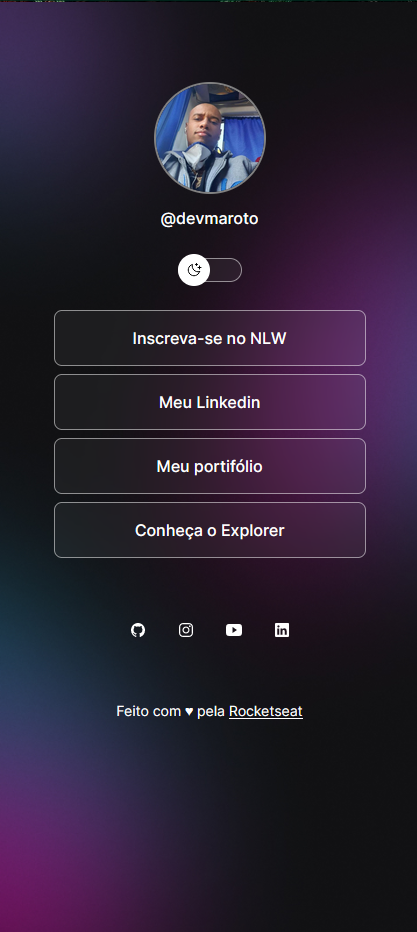 @devmaroto
Inscreva-se no NLW
Meu Linkedin
Meu portifólio
Conheça o Explorer
Feito com ♥ pela Rocketseat